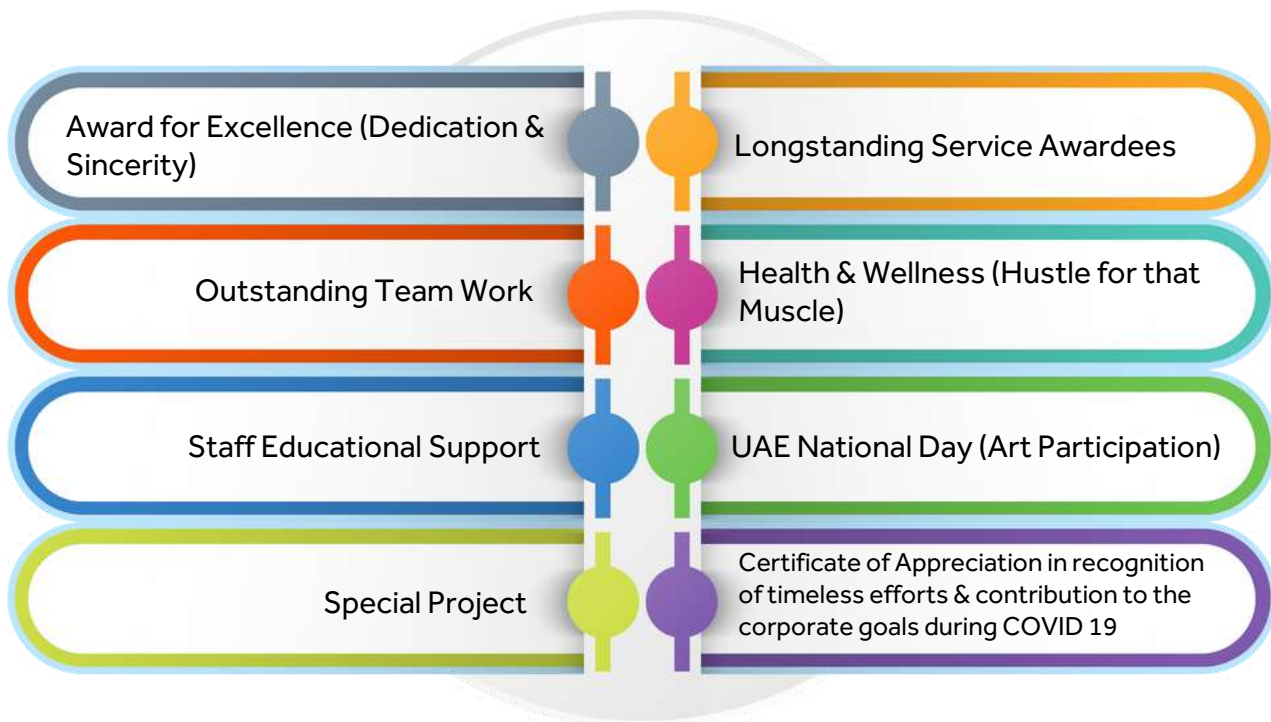 Award for Excellence (Dedication &
Sincerity)
Longstanding Service Awardees
Outstanding Team Work
Health & Wellness (Hustle for that
Muscle)
Staff Educational Support
UAE National Day (Art Participation)
Special Project
Certificate of Appreciation in recognition
of timeless efforts & contribution to the
corporate goals during COVID 19